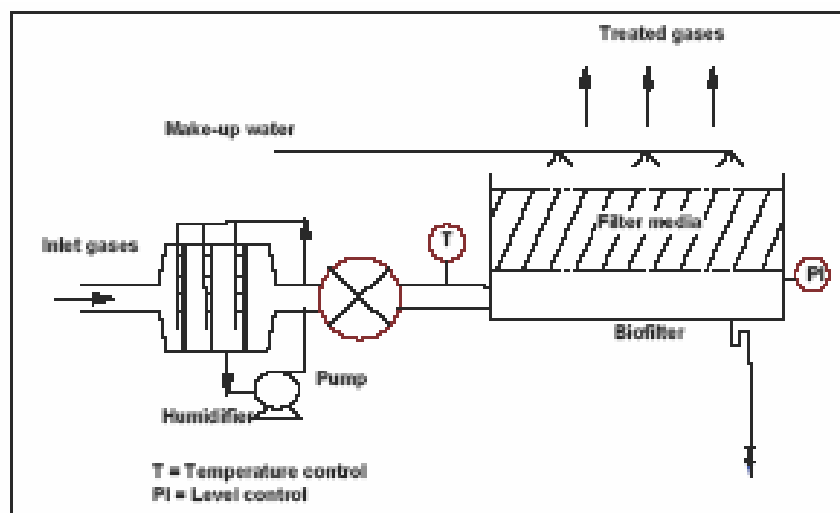 Treated gases
Make-up water
Inlet gases
T
Filter media
PI
Biofilter
Pump
Humidifier
T = Temperature control
PI = Level control